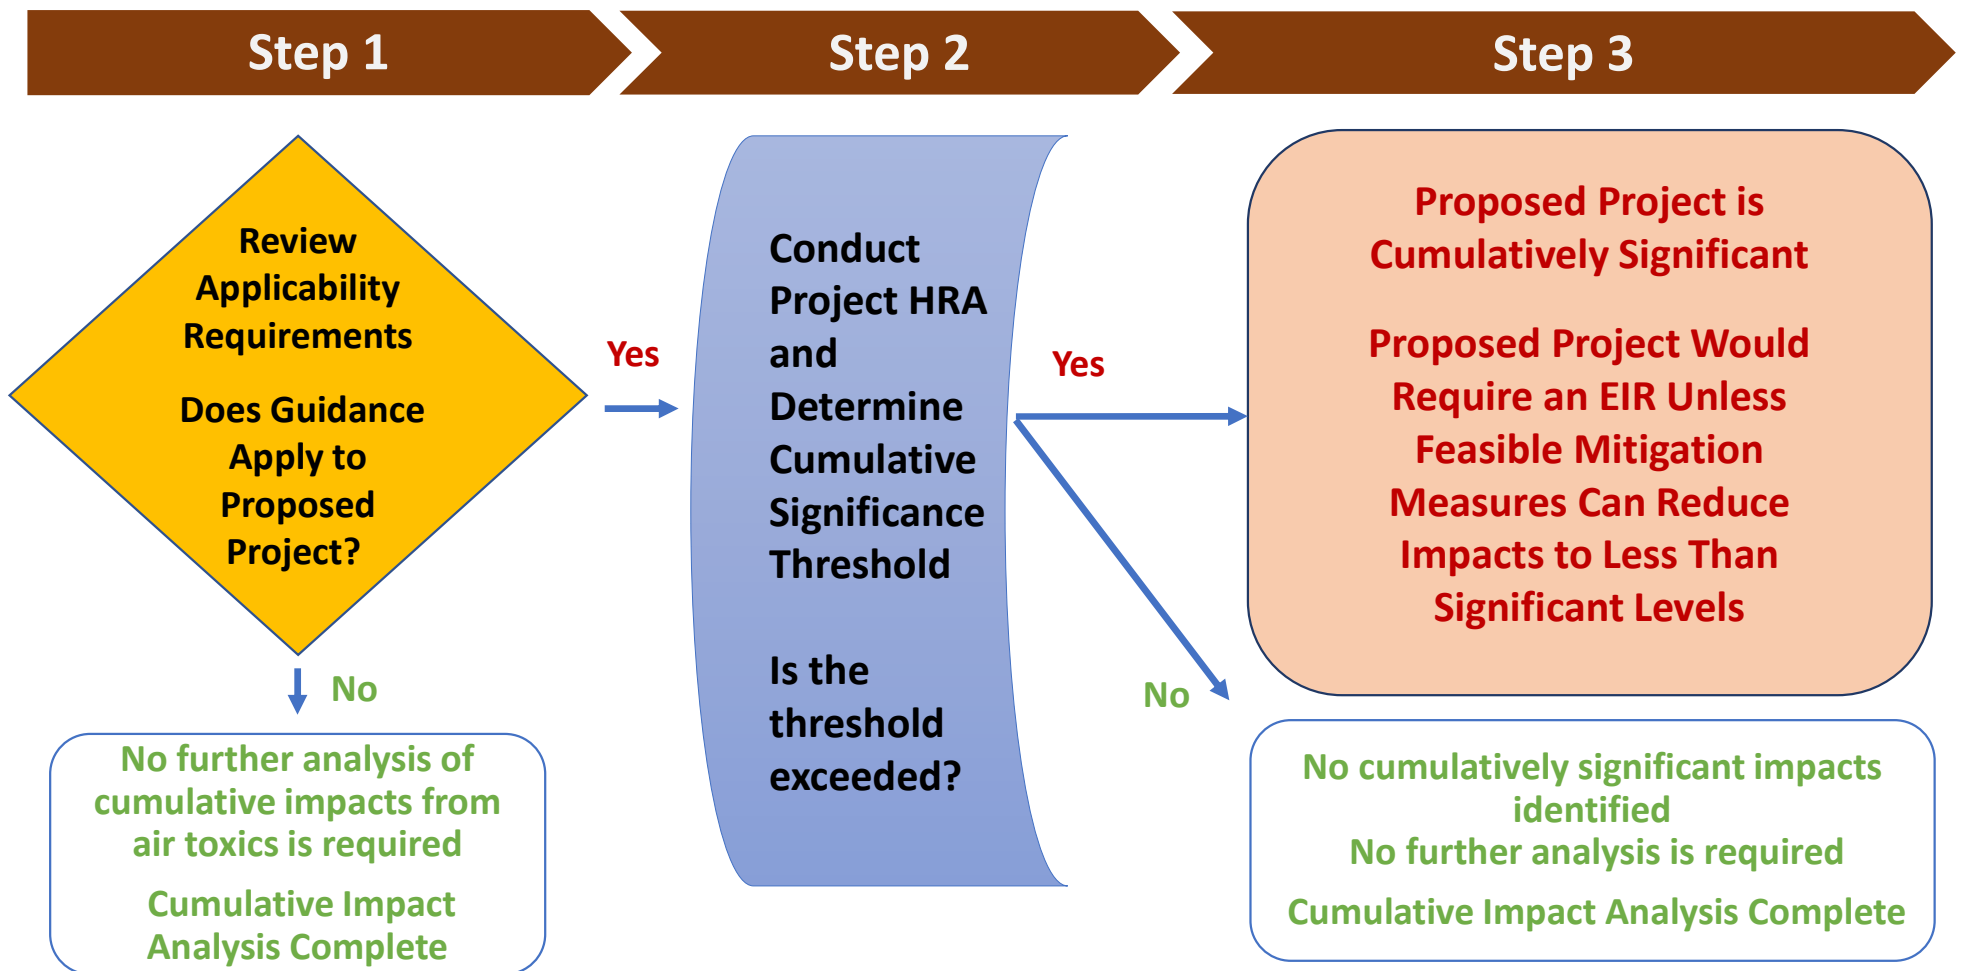 Step 1
Step 2
Step 3
Review
Applicability
Requirements
Does Guidance
Apply to
Proposed
Project?
Yes
No
No further analysis of
cumulative impacts from
air toxics is required
Cumulative Impact
Analysis Complete
Conduct
Project HRA
and
Determine
Cumulative
Significance
Threshold
Is the
threshold
exceeded?
Yes
No
Proposed Project is
Cumulatively Significant
Proposed Project Would
Require an EIR Unless
Feasible Mitigation
Measures Can Reduce
Impacts to Less Than
Significant Levels
No cumulatively significant impacts
identified
No further analysis is required
Cumulative Impact Analysis Complete